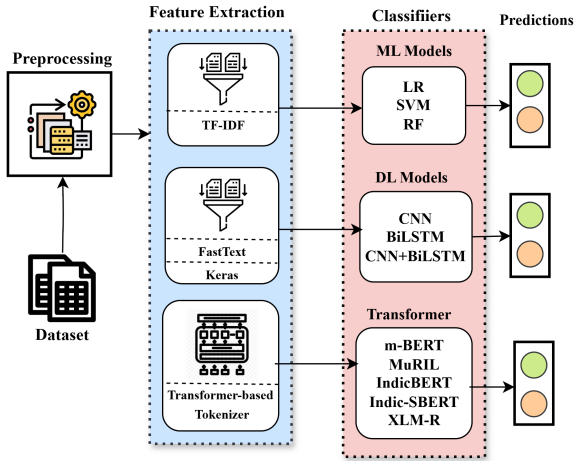 Feature Extraction
Classifiiers
Predictions
Preprocessing
Dataset
TF-IDF
FastText
Keras
Transformer-based
Tokenizer
ML Models
LR
SVM
RF
DL Models
CNN
BiLSTM
CNN+BiLSTM
Transformer
m-BERT
MuRIL
IndicBERT
Indic-SBERT
XLM-R